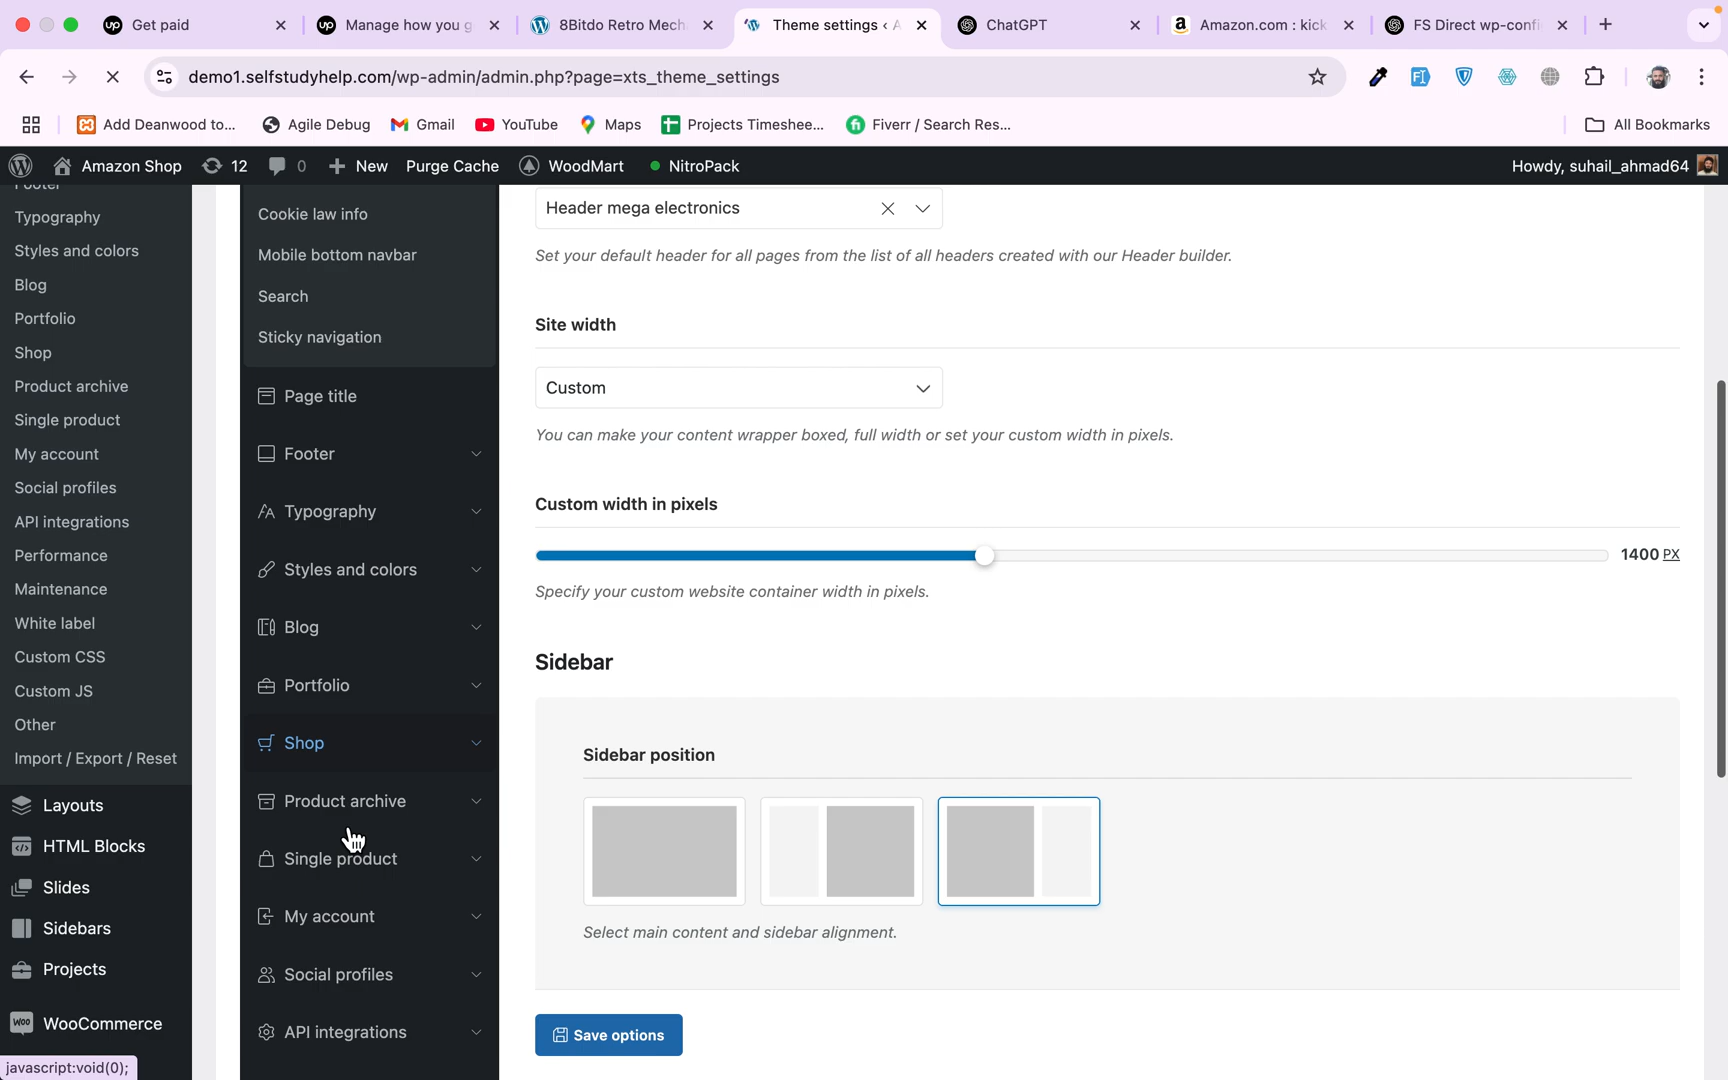 Get paid
Manage how you g
8Bitdo Retro Mech
Theme settings ‹ A
ChatGPT
Amazon.com : kick
FS Direct wp-confi
demo1.selfstudyhelp.com/wp-admin/admin.php?page=xts_theme_settings
Add Deanwood to...
Agile Debug
Gmail
YouTube
Maps
Projects Timeshee...
Fiverr / Search Res...
All Bookmarks
Amazon Shop
12
0
New
Purge Cache
WoodMart
NitroPack
Howdy, suhail_ahmad64
Footer
Typography
Styles and colors
Blog
Portfolio
Shop
Product archive
Single product
My account
Social profiles
API integrations
Performance
Maintenance
White label
Custom CSS
Custom JS
Other
Import / Export / Reset
Layouts
HTML Blocks
Slides
Sidebars
Projects
WooCommerce
javascript:void(0);
Cookie law info
Mobile bottom navbar
Search
Sticky navigation
Page title
Footer
Typography
Styles and colors
Blog
Portfolio
Shop
Product archive
Single product
My account
Social profiles
API integrations
Header mega electronics
Set your default header for all pages from the list of all headers created with our Header builder.
Site width
Custom
You can make your content wrapper boxed, full width or set your custom width in pixels.
Custom width in pixels
1400 PX
Specify your custom website container width in pixels.
Sidebar
Sidebar position
Select main content and sidebar alignment.
Save options